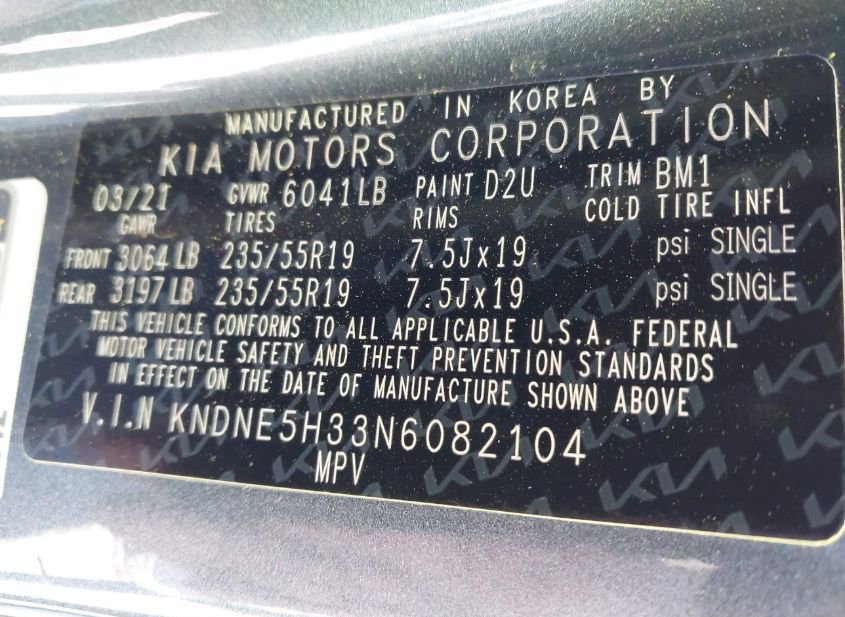 MANUFACTURED IN KOREA BY
KIA MOTORS CORPORATION
03/21 GVWR 6041LB PAINT D2U TRIM BM1
GAWR TIRES RIMS COLD TIRE INFL
FRONT 3064 LB 235/55R19 7.5Jx19 psi SINGLE
REAR 3197 LB 235/55R19 7.5Jx19 psi SINGLE
THIS VEHICLE CONFORMS TO ALL APPLICABLE U.S.A. FEDERAL
MOTOR VEHICLE SAFETY AND THEFT PREVENTION STANDARDS
IN EFFECT ON THE DATE OF MANUFACTURE SHOWN ABOVE
V.I.N KNDNE5H33N6082104
MPV